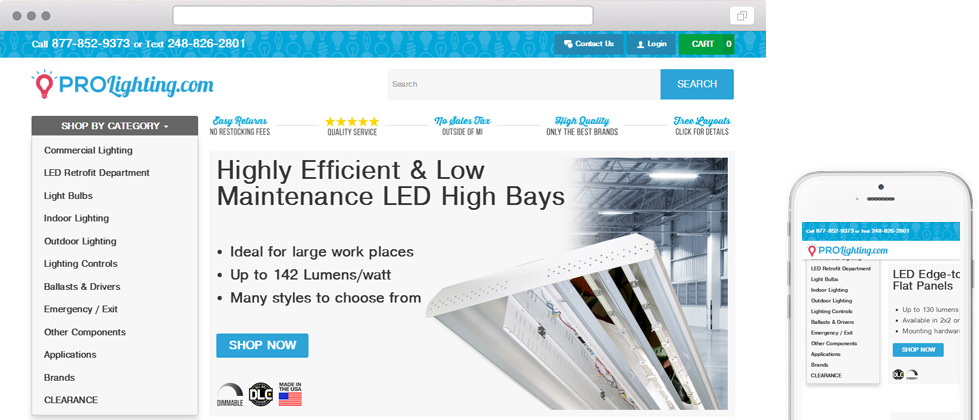 Call 877-852-9373 or Text 248-826-2801
Contact Us
Login
CART 0
PROLighting.com
Search
SEARCH
SHOP BY CATEGORY
Easy Returns
NO RESTOCKING FEES
QUALITY SERVICE
No Sales Tax
OUTSIDE OF MI
High Quality
ONLY THE BEST BRANDS
Free Layouts
CLICK FOR DETAILS
Commercial Lighting
LED Retrofit Department
Light Bulbs
Indoor Lighting
Outdoor Lighting
Lighting Controls
Ballasts & Drivers
Emergency / Exit
Other Components
Applications
Brands
CLEARANCE
Highly Efficient & Low
Maintenance LED High Bays
• Ideal for large work places
• Up to 142 Lumens/watt
• Many styles to choose from
SHOP NOW
DIMMABLE
DLC
MADE IN
THE USA
Call 877-852-9373 or Text 248-826-2801
PROLighting.com
LED Retrofit Department
Light Bulbs
Indoor Lighting
Outdoor Lighting
Lighting Controls
Ballasts & Drivers
Emergency / Exit
Other Components
Applications
Brands
CLEARANCE
LED Edge-to
Flat Panels
• Up to 130 lumens
• Available in 2x2 or
• Mounting hardware
SHOP NOW
DLC